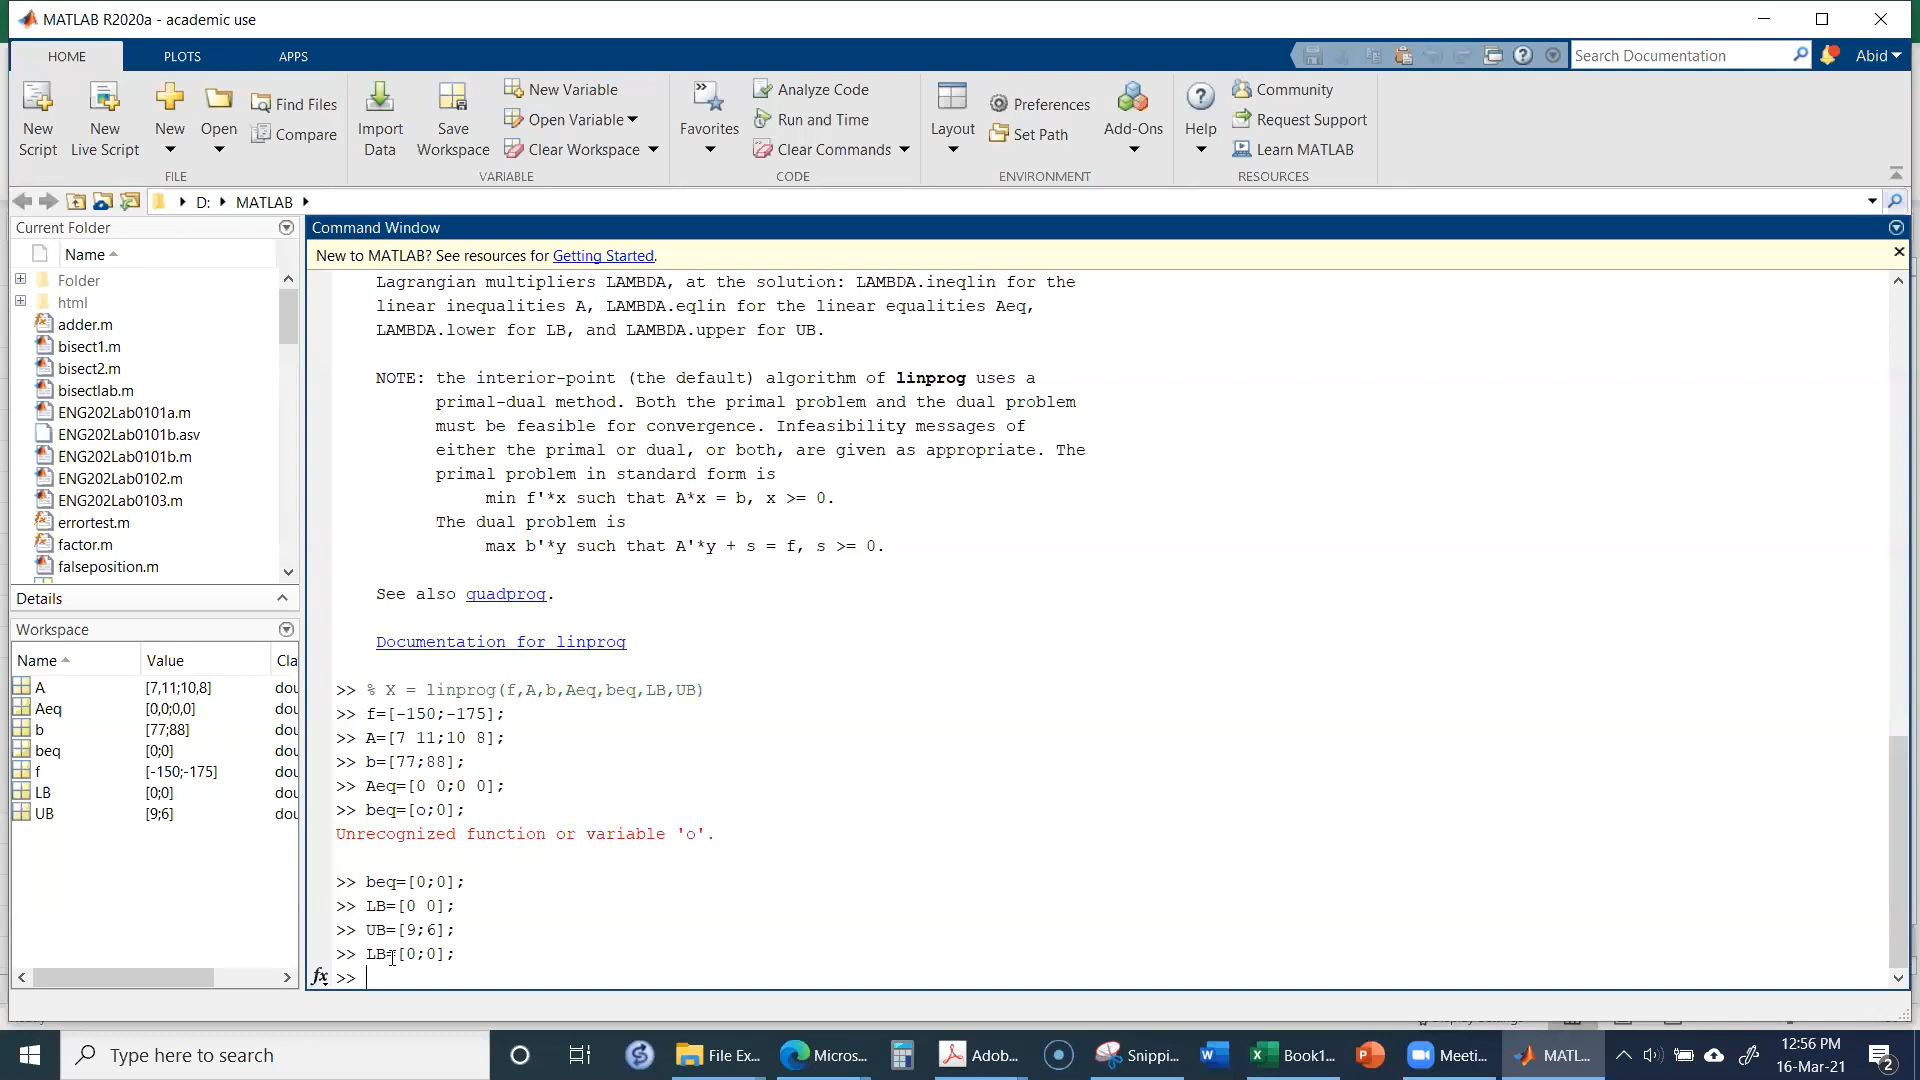 MATLAB R2020a - academic use
HOME
PLOTS
APPS
Search Documentation
Abid
New Script
New Live Script
New
Open
Find Files
Compare
FILE
Import Data
Save Workspace
New Variable
Open Variable
Clear Workspace
VARIABLE
Favorites
Analyze Code
Run and Time
Clear Commands
CODE
Layout
Preferences
Set Path
Add-Ons
ENVIRONMENT
Help
Community
Request Support
Learn MATLAB
RESOURCES
D: MATLAB
Current Folder
Name
Folder
html
adder.m
bisect1.m
bisect2.m
bisectlab.m
ENG202Lab0101a.m
ENG202Lab0101b.asv
ENG202Lab0101b.m
ENG202Lab0102.m
ENG202Lab0103.m
errortest.m
factor.m
falseposition.m
Details
Workspace
Name Value Cla
A [7,11;10,8] dou
Aeq [0,0;0,0] dou
b [77;88] dou
beq [0;0] dou
f [-150;-175] dou
LB [0;0] dou
UB [9;6] dou
Command Window
New to MATLAB? See resources for Getting Started.
Lagrangian multipliers LAMBDA, at the solution: LAMBDA.ineqlin for the
linear inequalities A, LAMBDA.eqlin for the linear equalities Aeq,
LAMBDA.lower for LB, and LAMBDA.upper for UB.
NOTE: the interior-point (the default) algorithm of linprog uses a
primal-dual method. Both the primal problem and the dual problem
must be feasible for convergence. Infeasibility messages of
either the primal or dual, or both, are given as appropriate. The
primal problem in standard form is
min f'*x such that A*x = b, x >= 0.
The dual problem is
max b'*y such that A'*y + s = f, s >= 0.
See also quadprog.
Documentation for linprog
>> % X = linprog(f,A,b,Aeq,beq,LB,UB)
>> f=[-150;-175];
>> A=[7 11;10 8];
>> b=[77;88];
>> Aeq=[0 0;0 0];
>> beq=[o;0];
Unrecognized function or variable 'o'.
>> beq=[0;0];
>> LB=[0 0];
>> UB=[9;6];
>> LB=[0;0];
fx >>
Type here to search
File Ex...
Micros...
Adob...
Snippi...
Book1...
Meeti...
MATL...
12:56 PM
16-Mar-21
2